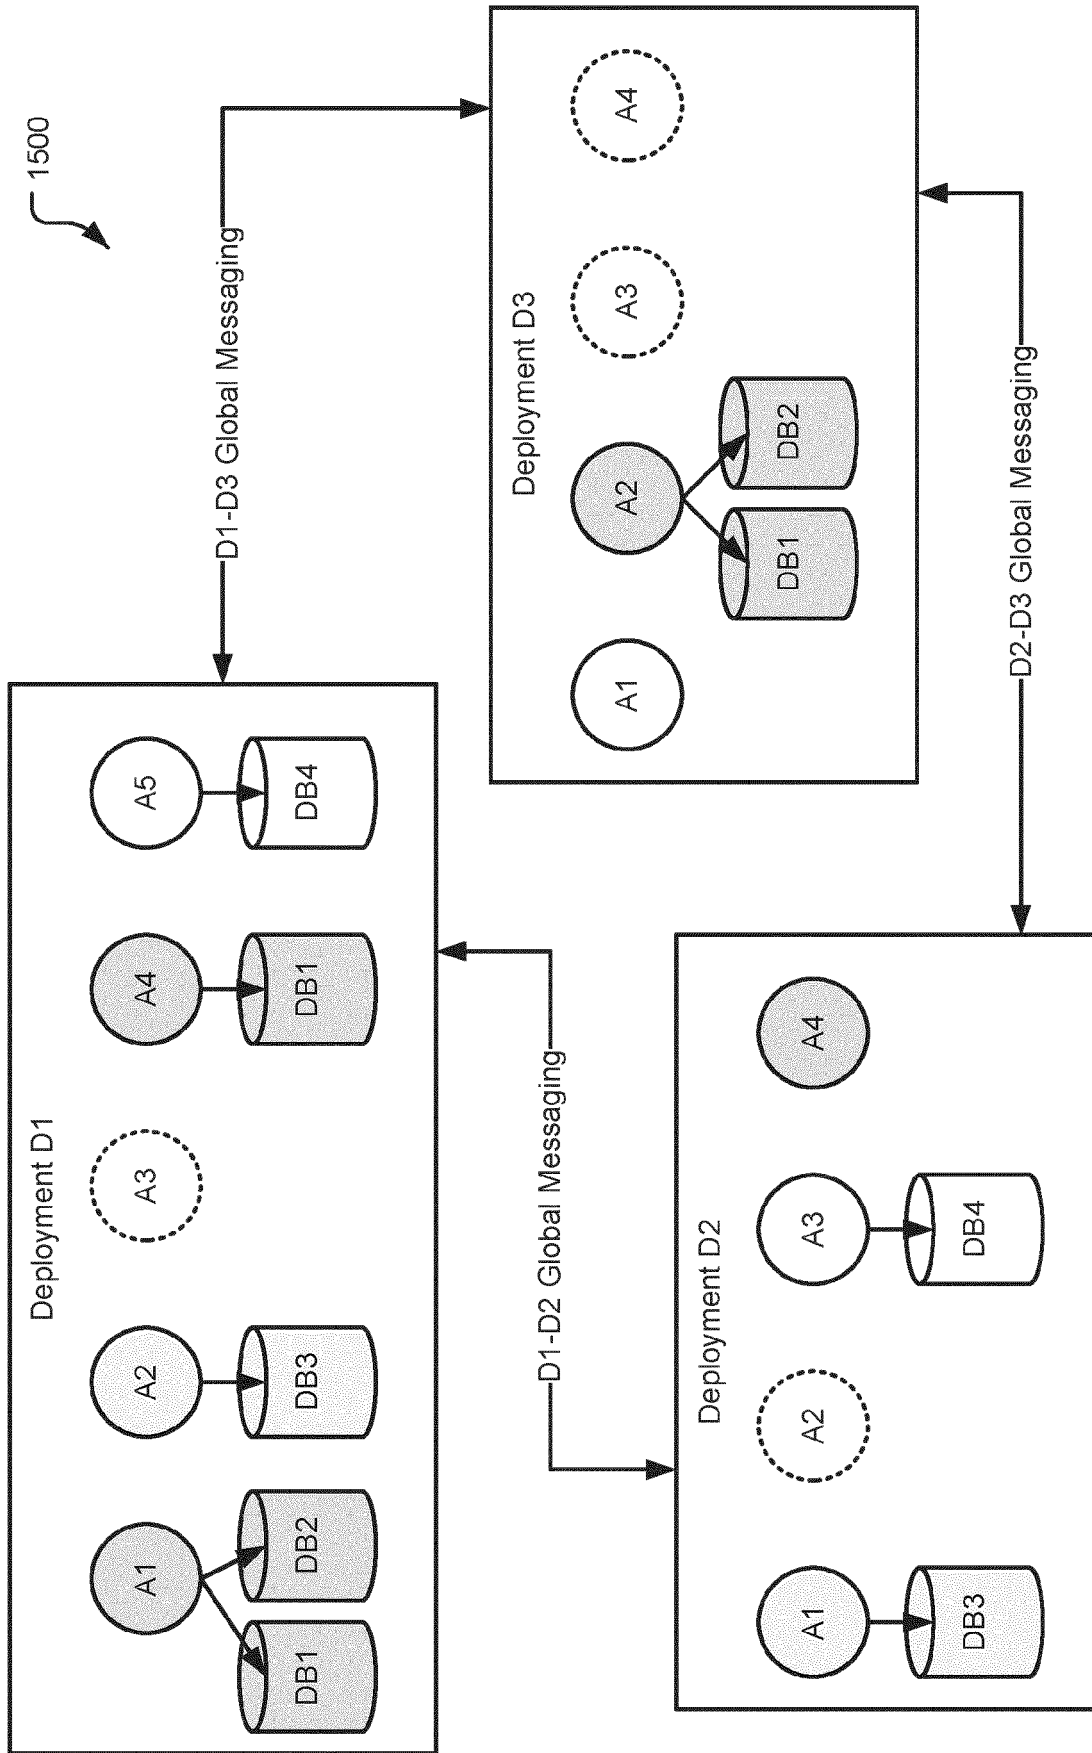 1500
Deployment D1
A1
A2
A3
A4
A5
DB1
DB2
DB3
DB1
DB4
D1-D3 Global Messaging
D1-D2 Global Messaging
Deployment D3
A1
A2
A3
A4
DB1
DB2
Deployment D2
A1
A2
A3
A4
DB3
DB4
D2-D3 Global Messaging